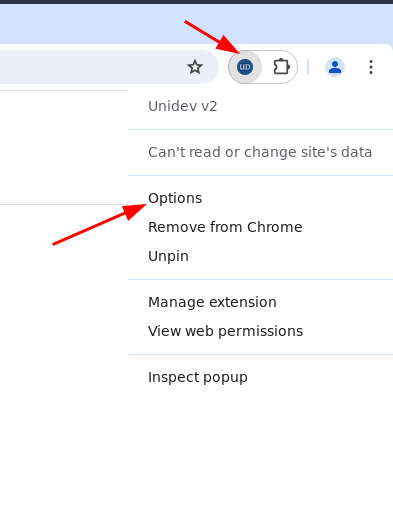 UD
Unidev v2
Can't read or change site's data
Options
Remove from Chrome
Unpin
Manage extension
View web permissions
Inspect popup